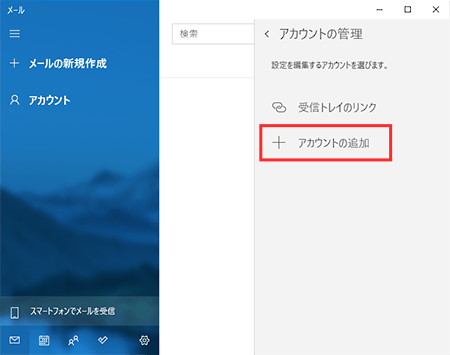 メール
メールの新規作成
アカウント
スマートフォンでメールを受信
検索
アカウントの管理
設定を編集するアカウントを選びます。
受信トレイのリンク
アカウントの追加